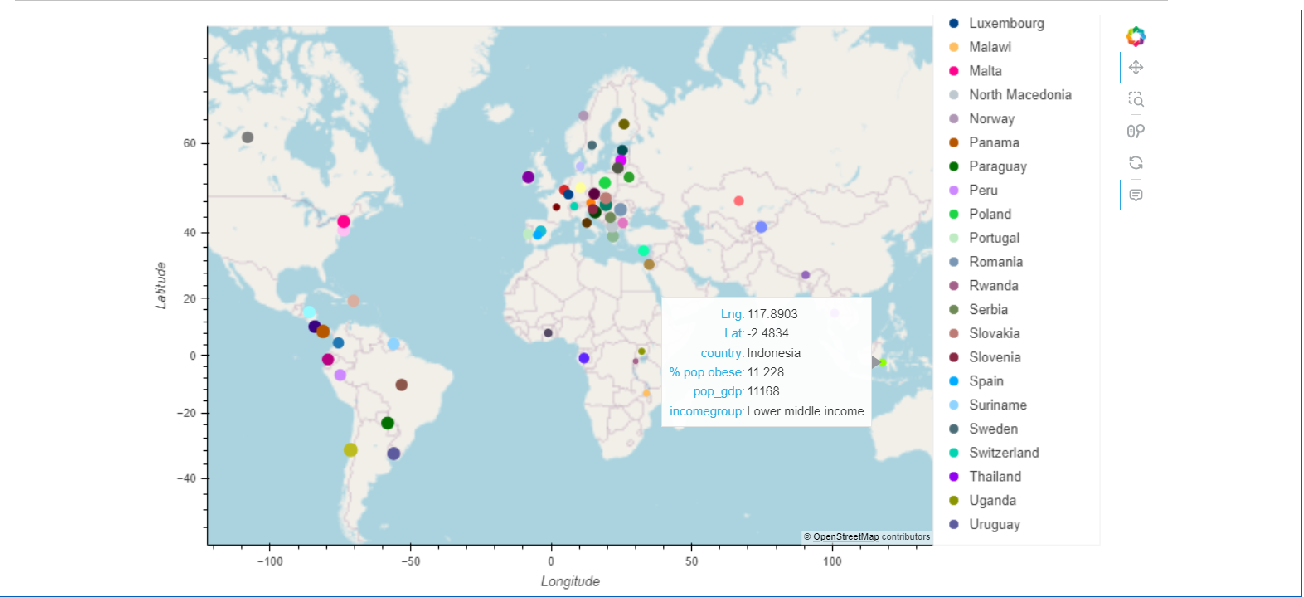 Luxembourg
Malawi
Malta
North Macedonia
Norway
Panama
Paraguay
Peru
Poland
Portugal
Romania
Rwanda
Serbia
Slovakia
Slovenia
Spain
Suriname
Sweden
Switzerland
Thailand
Uganda
Uruguay
60
40
20
0
−20
−40
Latitude
Lng: 117.8903
Lat: -2.4834
country: Indonesia
% pop obese: 11.228
pop_gdp: 11168
incomegroup: Lower middle income
© OpenStreetMap contributors
−100
−50
0
50
100
Longitude